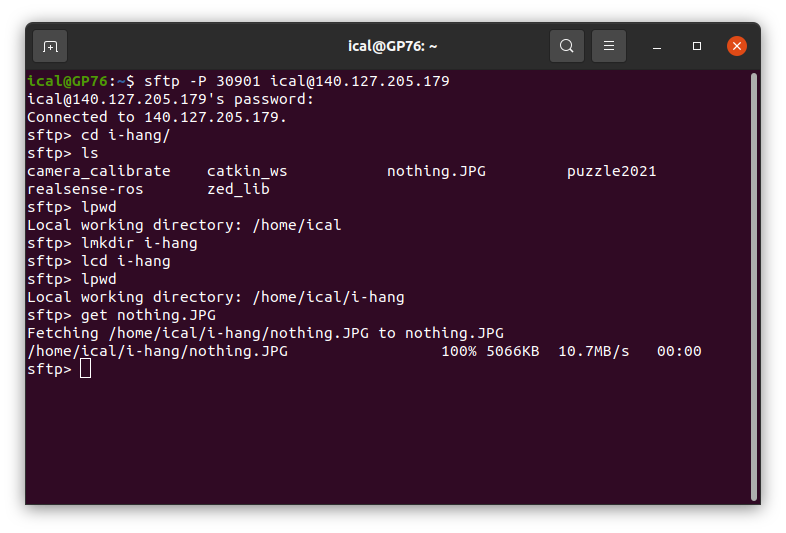 ical@GP76: ~
ical@GP76:~$ sftp -P 30901 ical@140.127.205.179
ical@140.127.205.179's password:
Connected to 140.127.205.179.
sftp> cd i-hang/
sftp> ls
camera_calibrate    catkin_ws           nothing.JPG         puzzle2021
realsense-ros       zed_lib
sftp> lpwd
Local working directory: /home/ical
sftp> lmkdir i-hang
sftp> lcd i-hang
sftp> lpwd
Local working directory: /home/ical/i-hang
sftp> get nothing.JPG
Fetching /home/ical/i-hang/nothing.JPG to nothing.JPG
/home/ical/i-hang/nothing.JPG                 100% 5066KB  10.7MB/s   00:00
sftp>